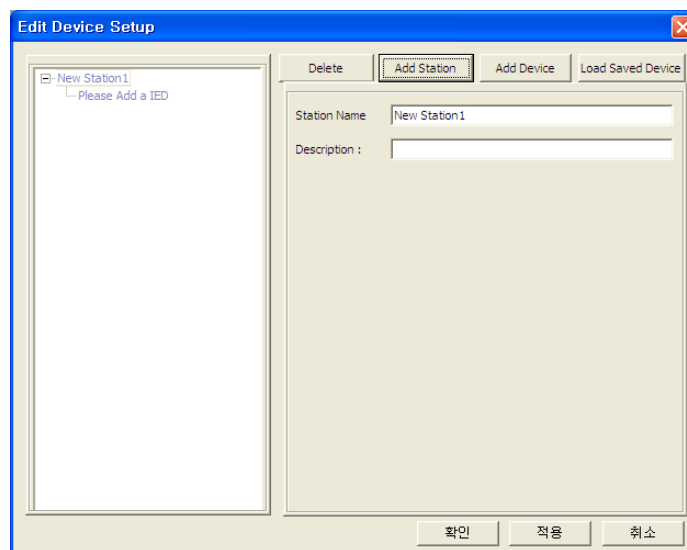 Edit Device Setup
New Station1
Please Add a IED
Delete
Add Station
Add Device
Load Saved Device
Station Name
New Station1
Description :
확인
적용
취소